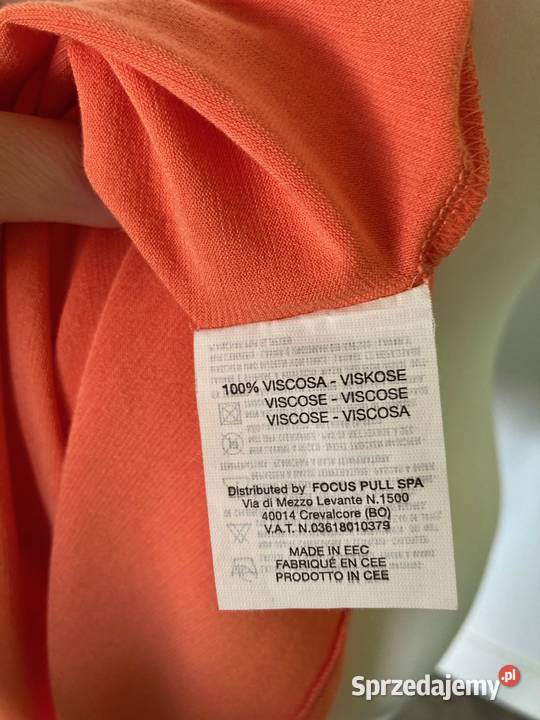 100% VISCOSA - VISKOSE
VISCOSE - VISCOSE
VISCOSE - VISCOSA
Distributed by FOCUS PULL SPA
Via di Mezzo Levante N.1500
40014 Crevalcore (BO)
V.A.T. N.03618010379
MADE IN EEC
FABRIQUÉ EN CEE
PRODOTTO IN CEE
Sprzedajemy.pl